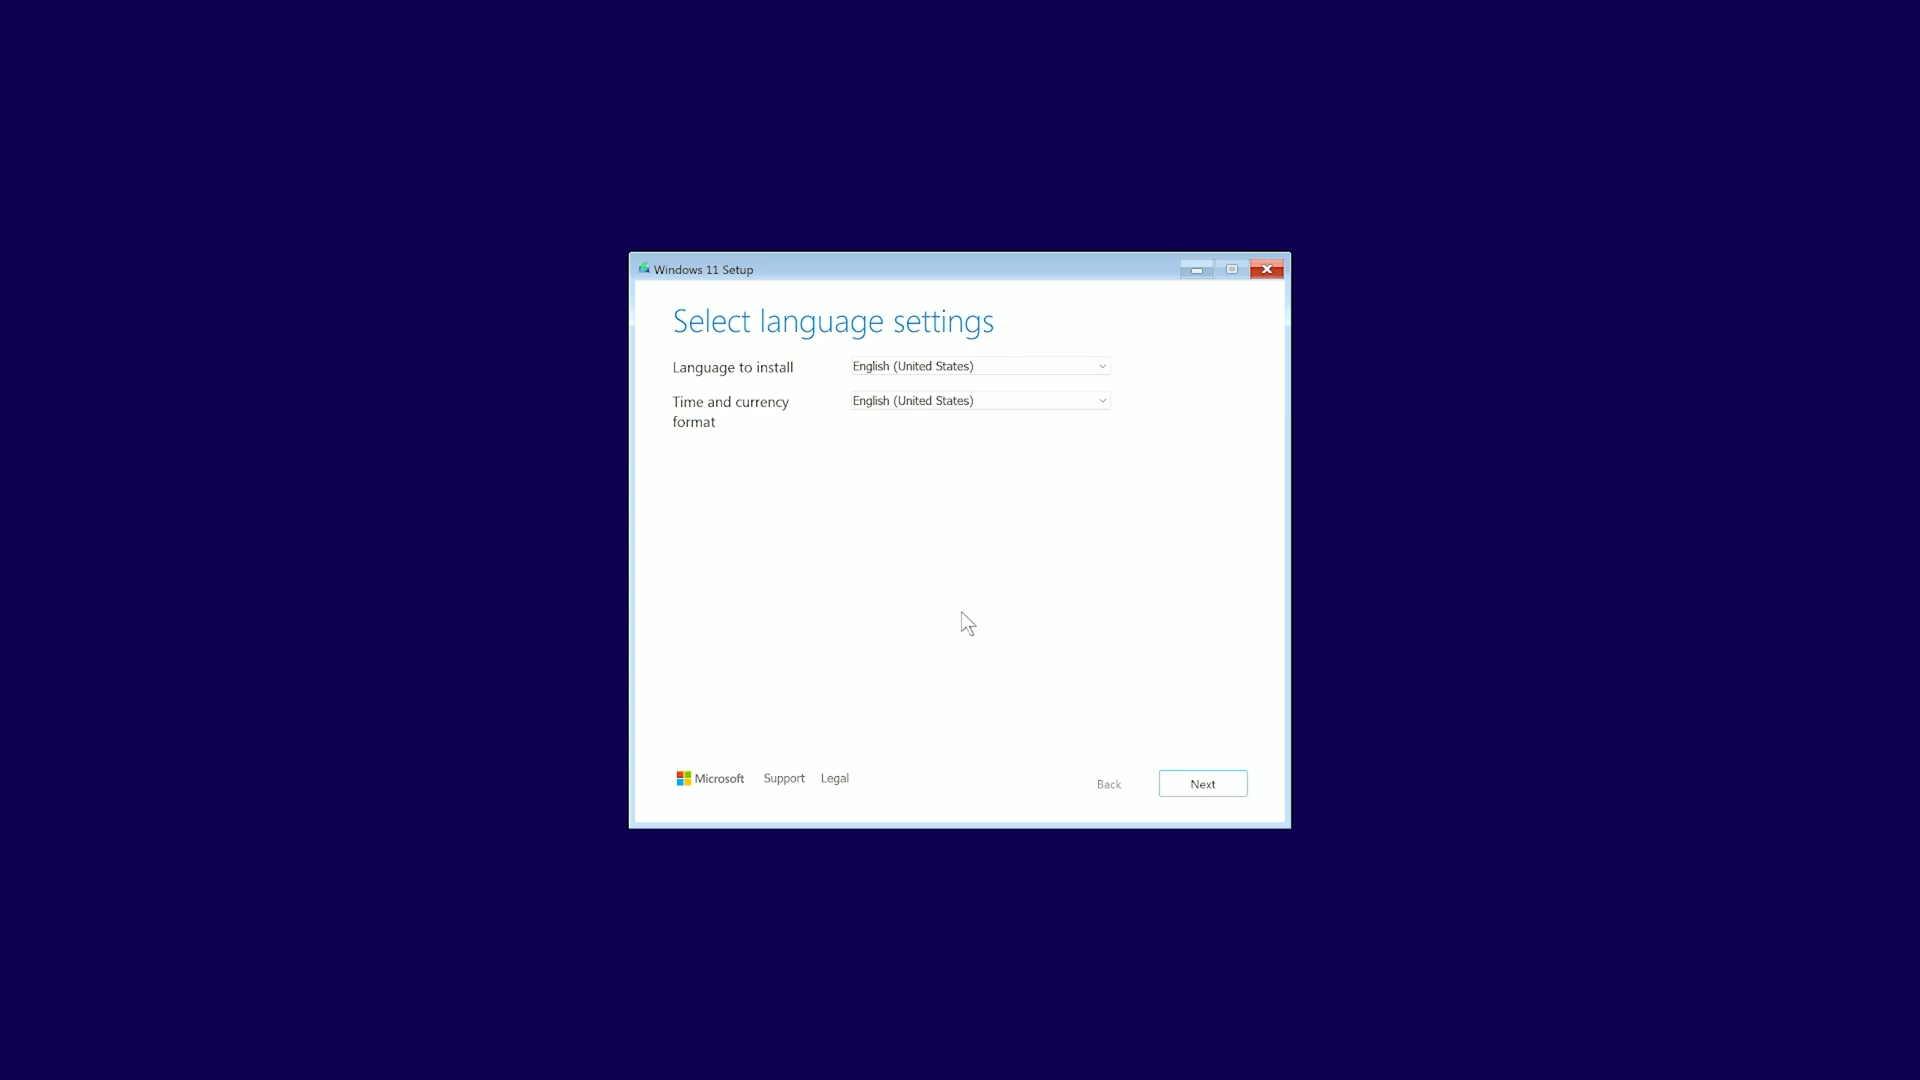 Windows 11 Setup
Select language settings
Language to install
English (United States)
Time and currency
format
English (United States)
Microsoft
Support
Legal
Back
Next